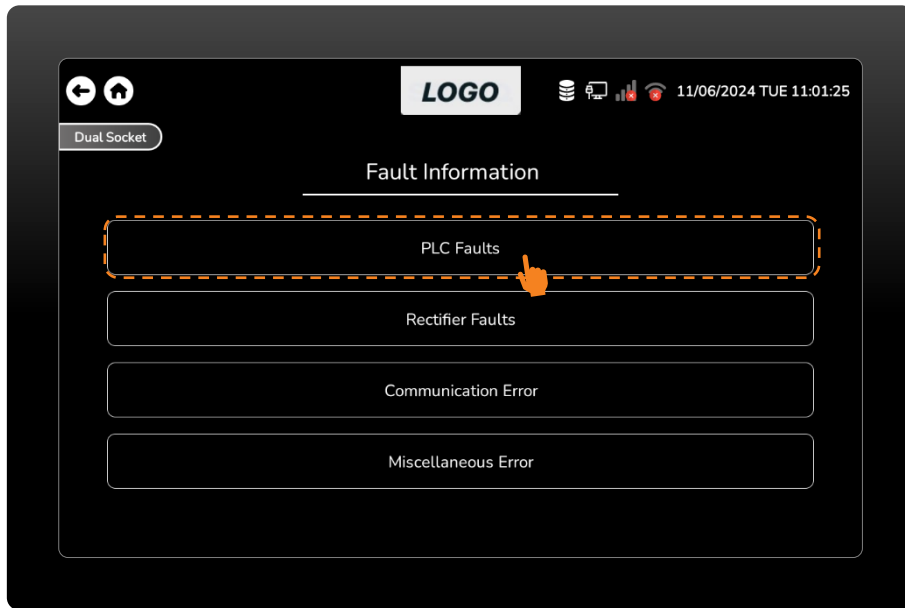 LOGO
11/06/2024 TUE 11:01:25
Dual Socket
Fault Information
PLC Faults
Rectifier Faults
Communication Error
Miscellaneous Error